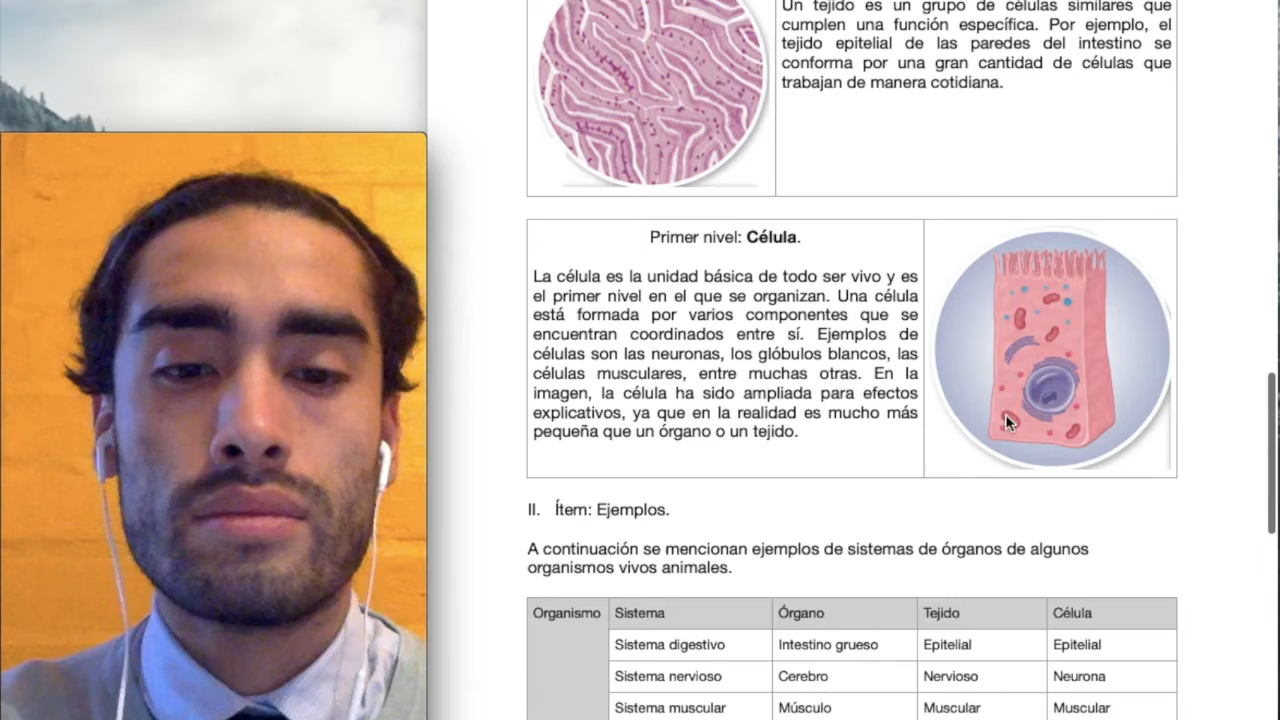 Un tejido es un grupo de células similares que
cumplen una función específica. Por ejemplo, el
tejido epitelial de las paredes del intestino se
conforma por una gran cantidad de células que
trabajan de manera cotidiana.
Primer nivel: Célula.
La célula es la unidad básica de todo ser vivo y es
el primer nivel en el que se organizan. Una célula
está formada por varios componentes que se
encuentran coordinados entre sí. Ejemplos de
células son las neuronas, los glóbulos blancos, las
células musculares, entre muchas otras. En la
imagen, la célula ha sido ampliada para efectos
explicativos, ya que en la realidad es mucho más
pequeña que un órgano o un tejido.
II. Ítem: Ejemplos.
A continuación se mencionan ejemplos de sistemas de órganos de algunos
organismos vivos animales.
Organismo Sistema Órgano Tejido Célula
Sistema digestivo Intestino grueso Epitelial Epitelial
Sistema nervioso Cerebro Nervioso Neurona
Sistema muscular Músculo Muscular Muscular